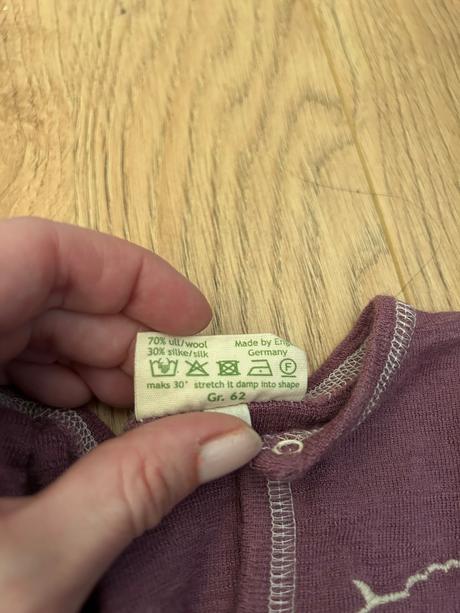 70% ull/wool
30% silke/silk
Made by
Germany
maks 30° stretch it damp into shape
Gr. 62